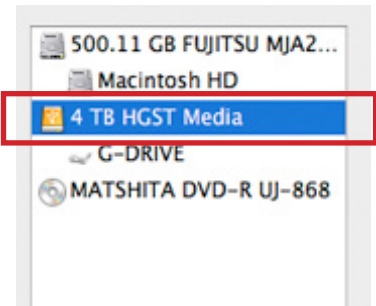 500.11 GB FUJITSU MJA2...
Macintosh HD
4 TB HGST Media
G-DRIVE
MATSHITA DVD-R UJ-868